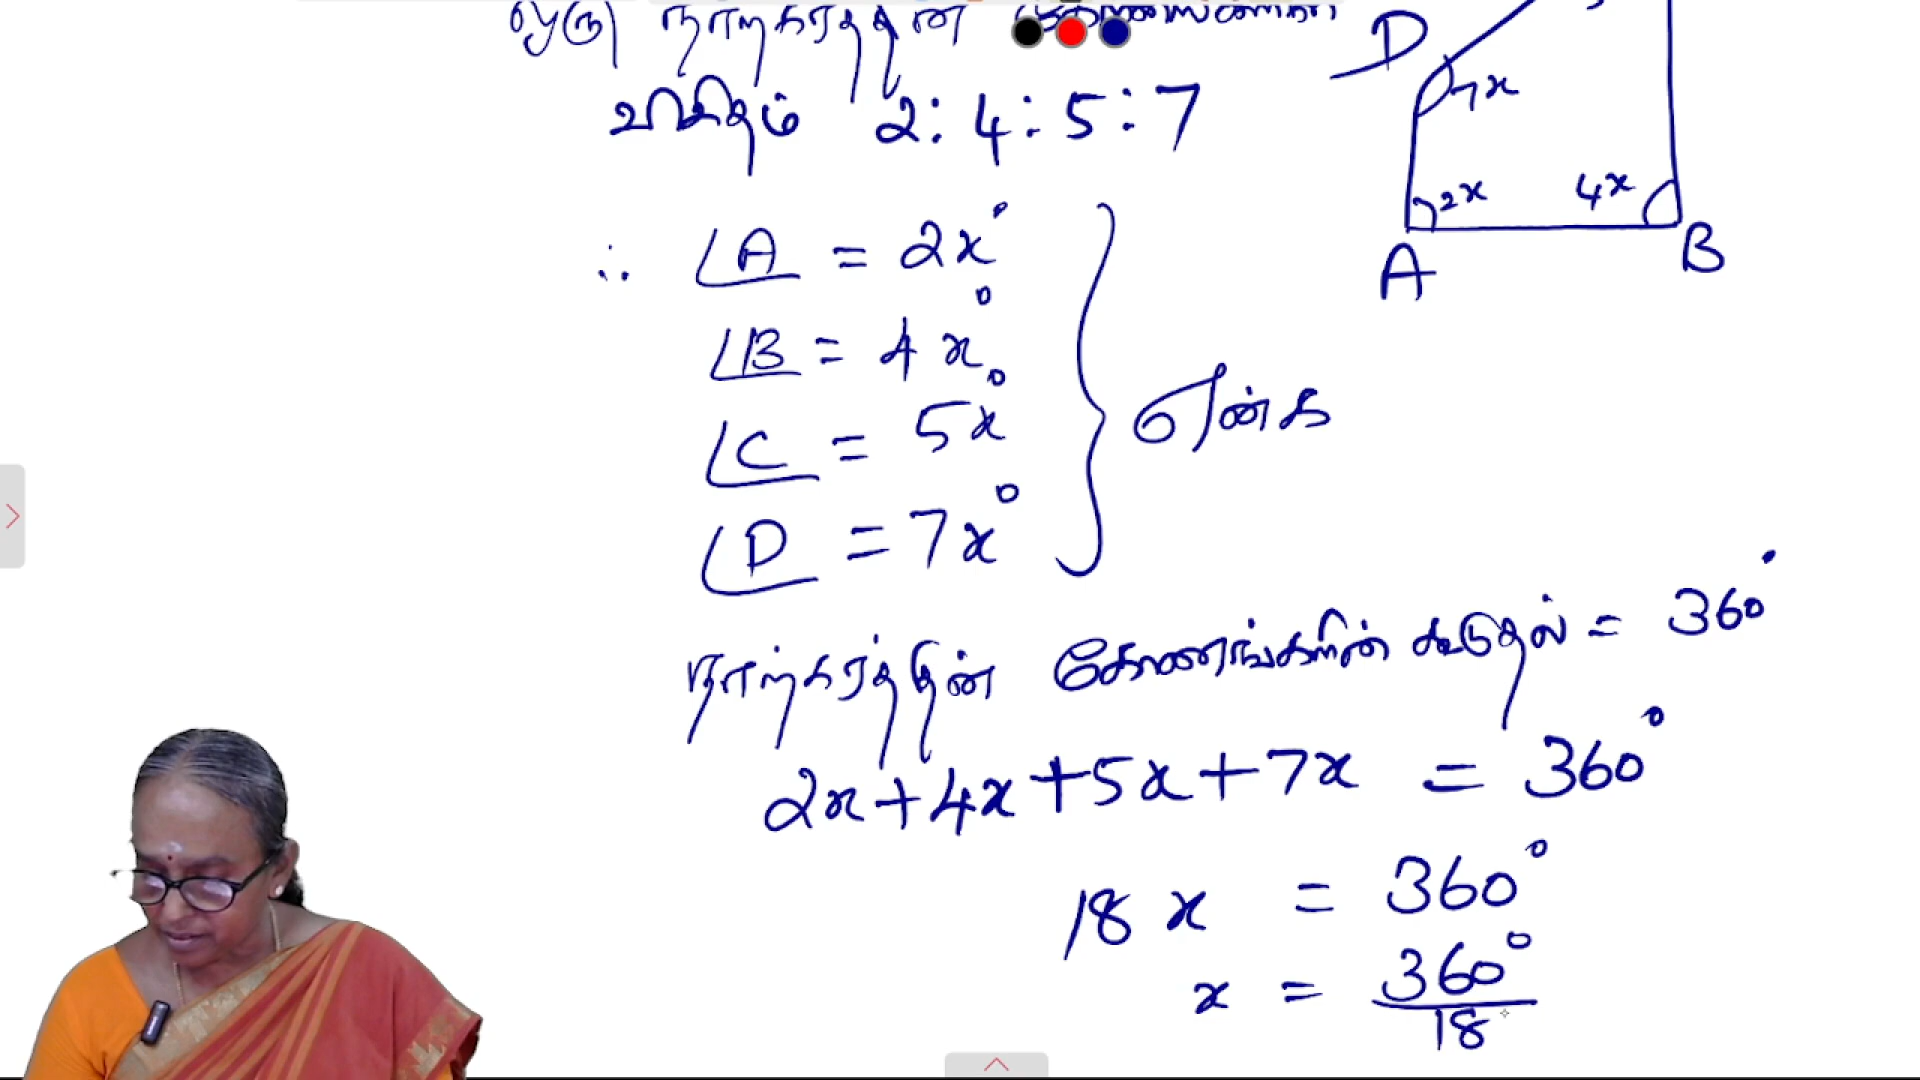 ஒரு நாற்கரத்தின்
விகிதம் 2 : 4 : 5 : 7
D
7x
2x 4x
A B
∴ ∠A = 2x°
∠B = 4x°
∠C = 5x°
∠D = 7x°
என்க
நாற்கரத்தின் கோணங்களின் கூடுதல் = 360°
2x+4x+5x+7x = 360°
18 x = 360°
x = 360°/18